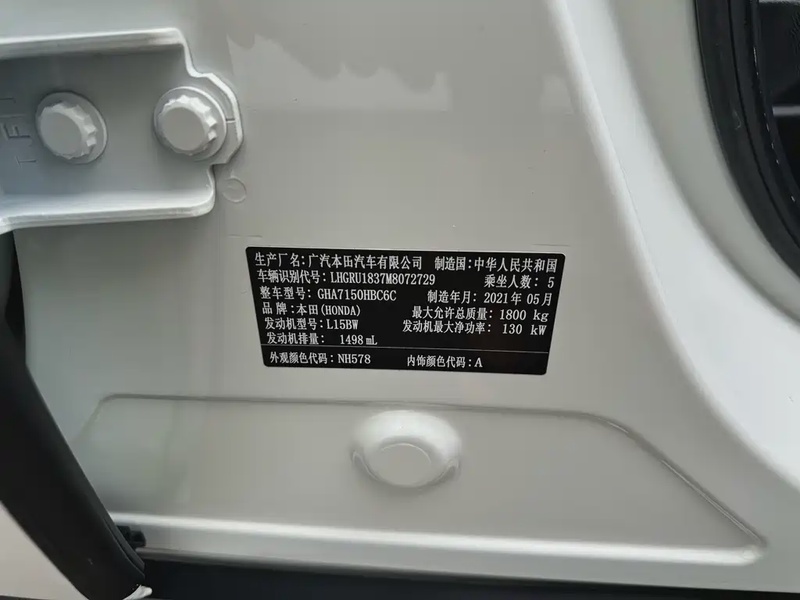 生产厂名:广汽本田汽车有限公司 制造国:中华人民共和国
车辆识别代号:LHGRU1837M8072729 乘坐人数:5
整车型号:GHA7150HBC6C 制造年月:2021年05月
品牌:本田(HONDA) 最大允许总质量:1800 kg
发动机型号:L15BW 发动机最大净功率:130 kW
发动机排量:1498 mL
外观颜色代码:NH578 内饰颜色代码:A